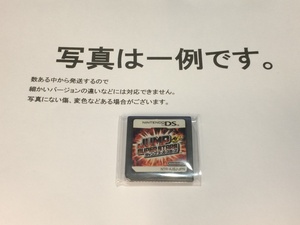 写真は一例です。
数ある中から発送するので
細かいバージョンの違いなどには対応できません。
写真にない傷、変色などある場合がございます。
NINTENDO DS
JUMP